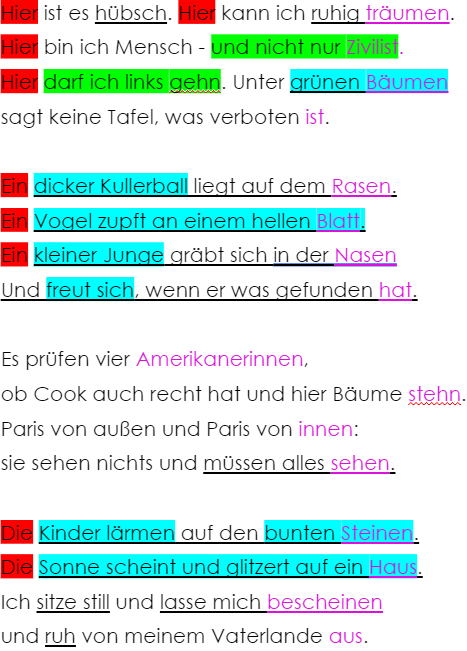 Hier ist es hübsch. Hier kann ich ruhig träumen.
Hier bin ich Mensch - und nicht nur Zivilist.
Hier darf ich links gehn. Unter grünen Bäumen
sagt keine Tafel, was verboten ist.
Ein dicker Kullerball liegt auf dem Rasen.
Ein Vogel zupft an einem hellen Blatt.
Ein kleiner Junge gräbt sich in der Nasen
Und freut sich, wenn er was gefunden hat.
Es prüfen vier Amerikanerinnen,
ob Cook auch recht hat und hier Bäume stehn.
Paris von außen und Paris von innen:
sie sehen nichts und müssen alles sehen.
Die Kinder lärmen auf den bunten Steinen.
Die Sonne scheint und glitzert auf ein Haus.
Ich sitze still und lasse mich bescheinen
und ruh von meinem Vaterlande aus.